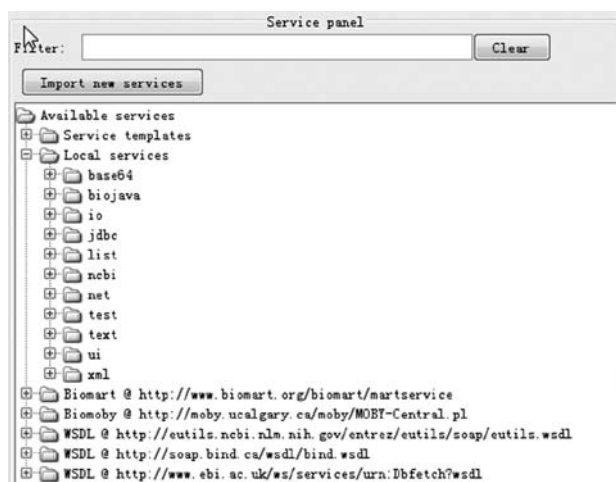 Service panel
Filter:
Clear
Import new services
Available services
Service templates
Local services
base64
biojava
io
jdbc
list
ncbi
net
test
text
ui
xml
Biomart @ http://www.biomart.org/biomart/martservice
Biomoby @ http://moby.ucalgary.ca/moby/MOBY-Central.pl
WSDL @ http://eutils.ncbi.nlm.nih.gov/entrez/eutils/soap/eutils.wsdl
WSDL @ http://soap.bind.ca/wsdl/bind.wsdl
WSDL @ http://www.ebi.ac.uk/ws/services/urn:Dbfetch?wsdl